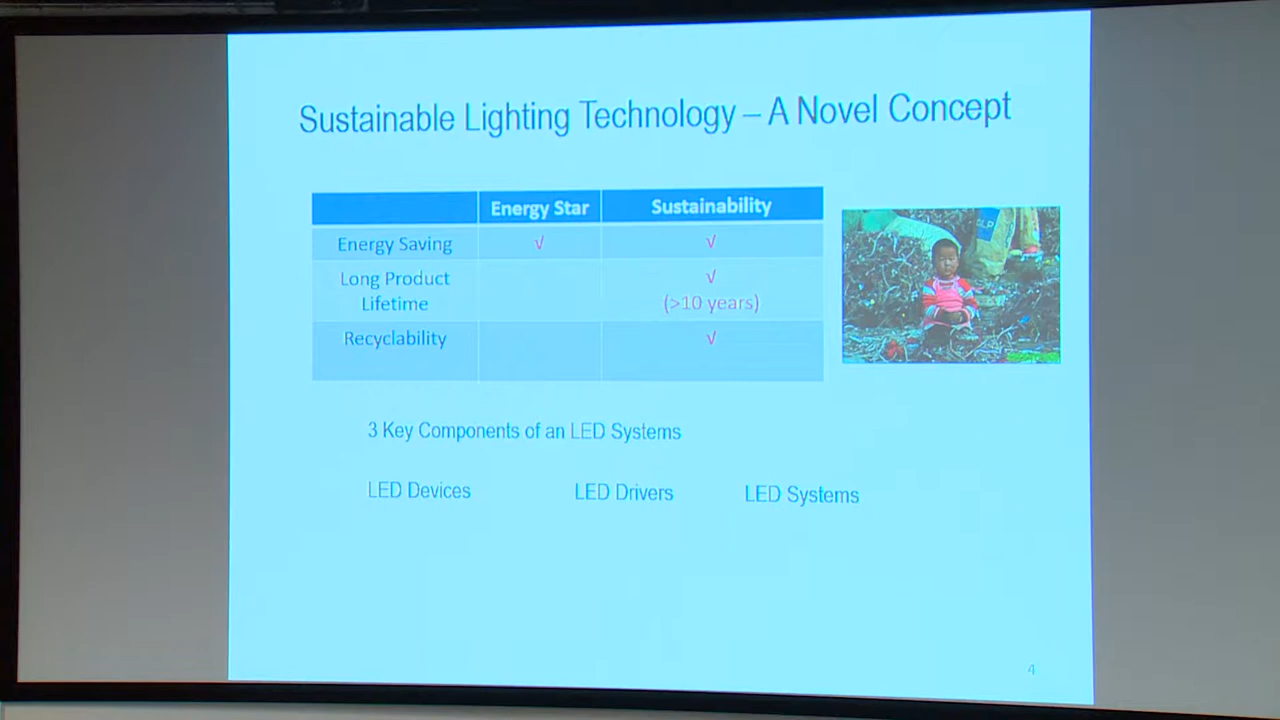 Sustainable Lighting Technology – A Novel Concept
Energy Star Sustainability
Energy Saving √ √
Long Product √
Lifetime (>10 years)
Recyclability √
3 Key Components of an LED Systems
LED Devices LED Drivers LED Systems
4